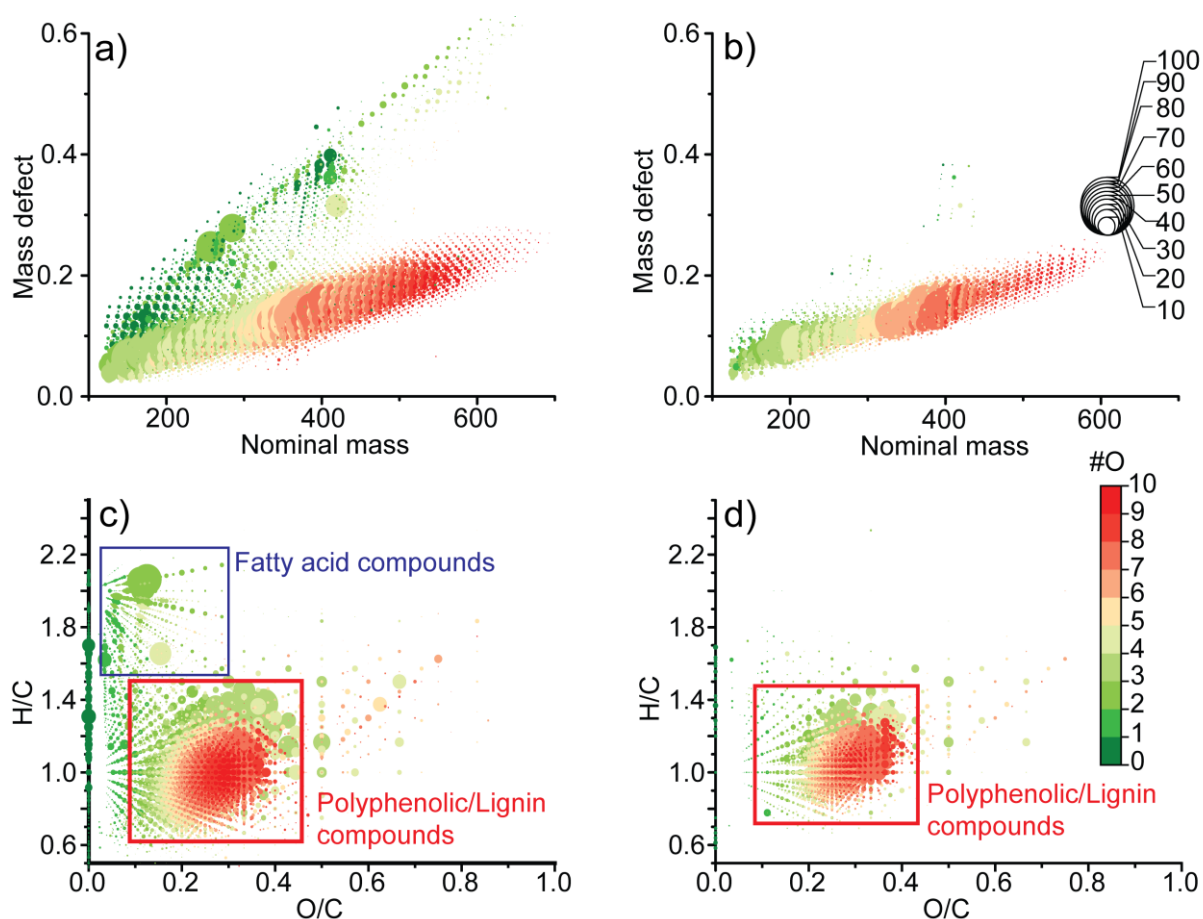 a)
0.6
0.4
0.2
0.0
Mass defect
200 400 600
Nominal mass
b)
0.6
0.4
0.2
0.0
Mass defect
200 400 600
Nominal mass
100
90
80
70
60
50
40
30
20
10
c)
2.2
1.8
1.4
1.0
0.6
H/C
Fatty acid compounds
Polyphenolic/Lignin
compounds
0.0 0.2 0.4 0.6 0.8 1.0
O/C
d)
2.2
1.8
1.4
1.0
0.6
H/C
Polyphenolic/Lignin
compounds
0.0 0.2 0.4 0.6 0.8 1.0
O/C
#O
10
9
8
7
6
5
4
3
2
1
0